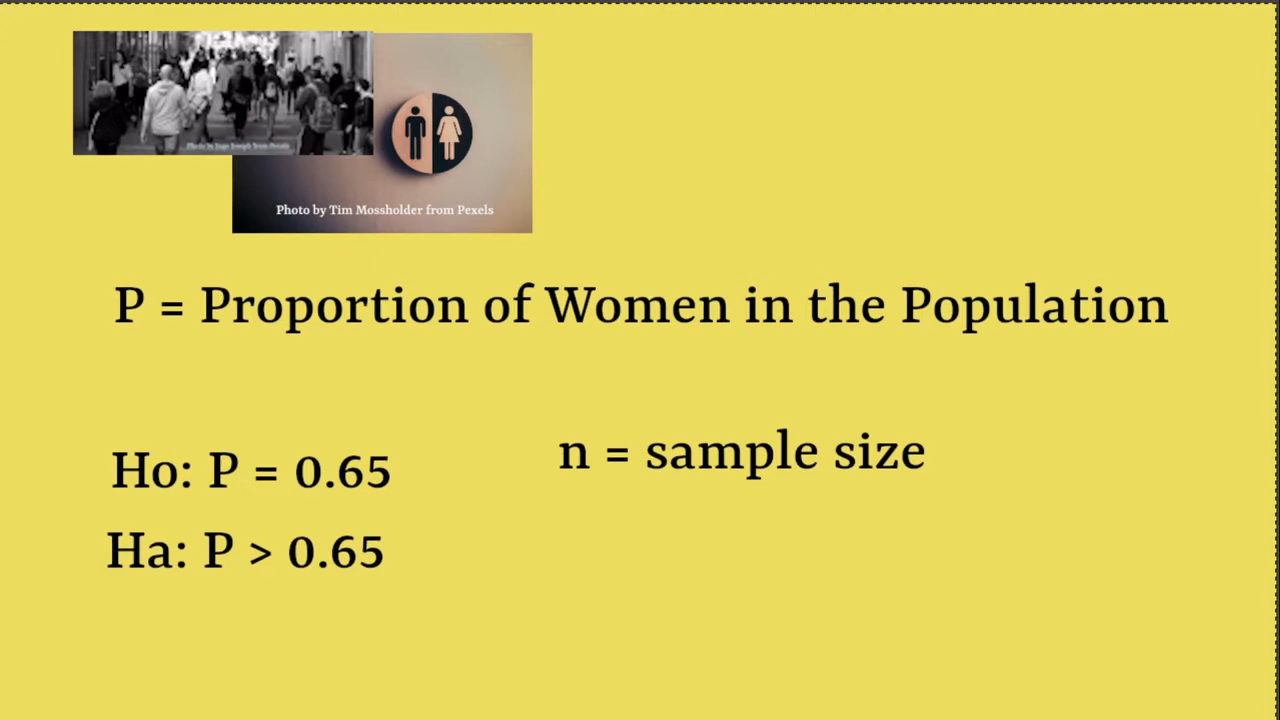 Photo by Tim Mossholder from Pexels
P = Proportion of Women in the Population
n = sample size
Ho: P = 0.65
Ha: P > 0.65